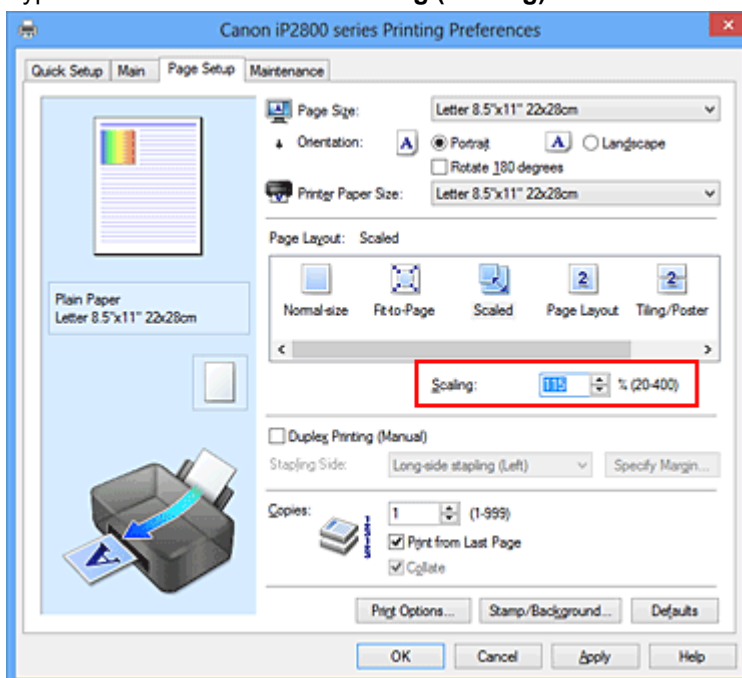 Canon iP2800 series Printing Preferences
Quick Setup Main Page Setup Maintenance
Page Size: Letter 8.5"x11" 22x28cm
Orientation: A Portrait A Landscape
Rotate 180 degrees
Printer Paper Size: Letter 8.5"x11" 22x28cm
Page Layout: Scaled
Normal-size Fit-to-Page Scaled Page Layout Tiling/Poster
Plain Paper
Letter 8.5"x11" 22x28cm
Scaling: 115 % (20-400)
Duplex Printing (Manual)
Stapling Side: Long-side stapling (Left) Specify Margin...
Copies: 1 (1-999)
Print from Last Page
Collate
Print Options... Stamp/Background... Defaults
OK Cancel Apply Help